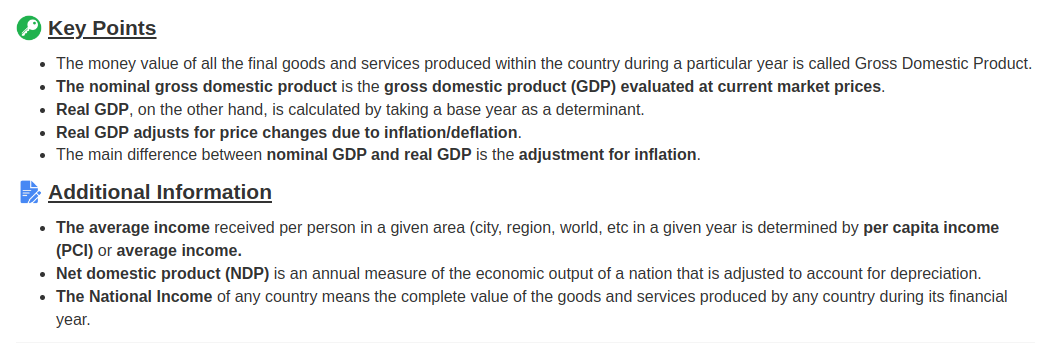 Key Points
The money value of all the final goods and services produced within the country during a particular year is called Gross Domestic Product.
The nominal gross domestic product is the gross domestic product (GDP) evaluated at current market prices.
Real GDP, on the other hand, is calculated by taking a base year as a determinant.
Real GDP adjusts for price changes due to inflation/deflation.
The main difference between nominal GDP and real GDP is the adjustment for inflation.
Additional Information
The average income received per person in a given area (city, region, world, etc in a given year is determined by per capita income
(PCI) or average income.
Net domestic product (NDP) is an annual measure of the economic output of a nation that is adjusted to account for depreciation.
The National Income of any country means the complete value of the goods and services produced by any country during its financial
year.